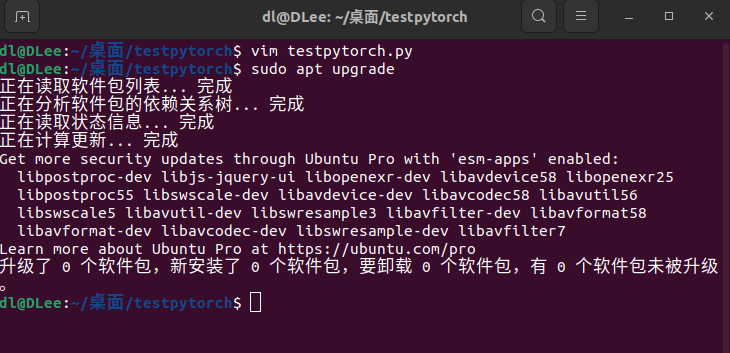 dl@DLee: ~/桌面/testpytorch
dl@DLee:~/桌面/testpytorch$ vim testpytorch.py
dl@DLee:~/桌面/testpytorch$ sudo apt upgrade
正在读取软件包列表... 完成
正在分析软件包的依赖关系树... 完成
正在读取状态信息... 完成
正在计算更新... 完成
Get more security updates through Ubuntu Pro with 'esm-apps' enabled:
  libpostproc-dev libjs-jquery-ui libopenexr-dev libavdevice58 libopenexr25
  libpostproc55 libswscale-dev libavdevice-dev libavcodec58 libavutil56
  libswscale5 libavutil-dev libswresample3 libavfilter-dev libavformat58
  libavformat-dev libavcodec-dev libswresample-dev libavfilter7
Learn more about Ubuntu Pro at https://ubuntu.com/pro
升级了 0 个软件包，新安装了 0 个软件包，要卸载 0 个软件包，有 0 个软件包未被升级
。
dl@DLee:~/桌面/testpytorch$